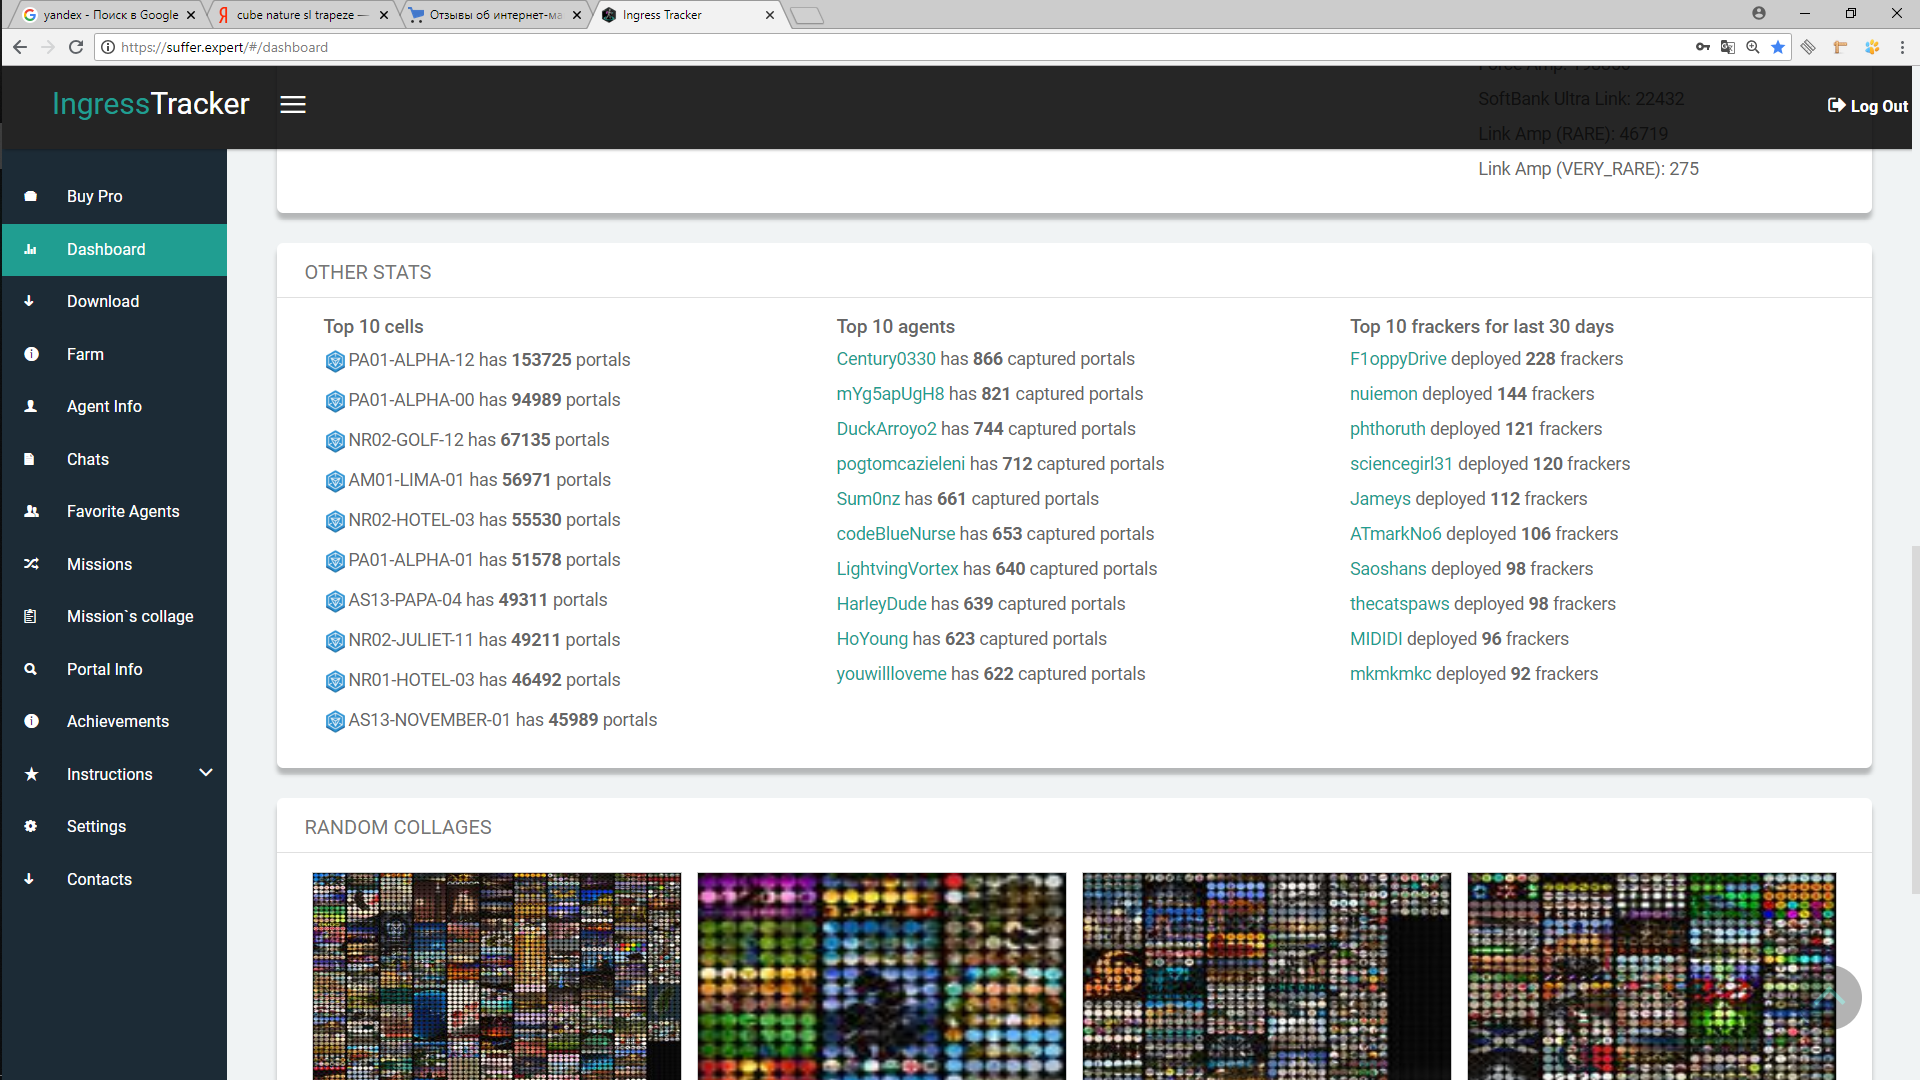 yandex - Поиск в Google
cube nature sl trapeze —
Отзывы об интернет-ма
Ingress Tracker
https://suffer.expert/#/dashboard
IngressTracker
Log Out
SoftBank Ultra Link: 22432
Link Amp (RARE): 46719
Link Amp (VERY_RARE): 275
Buy Pro
Dashboard
Download
Farm
Agent Info
Chats
Favorite Agents
Missions
Mission`s collage
Portal Info
Achievements
Instructions
Settings
Contacts
OTHER STATS
Top 10 cells
PA01-ALPHA-12 has 153725 portals
PA01-ALPHA-00 has 94989 portals
NR02-GOLF-12 has 67135 portals
AM01-LIMA-01 has 56971 portals
NR02-HOTEL-03 has 55530 portals
PA01-ALPHA-01 has 51578 portals
AS13-PAPA-04 has 49311 portals
NR02-JULIET-11 has 49211 portals
NR01-HOTEL-03 has 46492 portals
AS13-NOVEMBER-01 has 45989 portals
Top 10 agents
Century0330 has 866 captured portals
mYg5apUgH8 has 821 captured portals
DuckArroyo2 has 744 captured portals
pogtomcazieleni has 712 captured portals
Sum0nz has 661 captured portals
codeBlueNurse has 653 captured portals
LightvingVortex has 640 captured portals
HarleyDude has 639 captured portals
HoYoung has 623 captured portals
youwillloveme has 622 captured portals
Top 10 frackers for last 30 days
F1oppyDrive deployed 228 frackers
nuiemon deployed 144 frackers
phthoruth deployed 121 frackers
sciencegirl31 deployed 120 frackers
Jameys deployed 112 frackers
ATmarkNo6 deployed 106 frackers
Saoshans deployed 98 frackers
thecatspaws deployed 98 frackers
MIDIDI deployed 96 frackers
mkmkmkc deployed 92 frackers
RANDOM COLLAGES